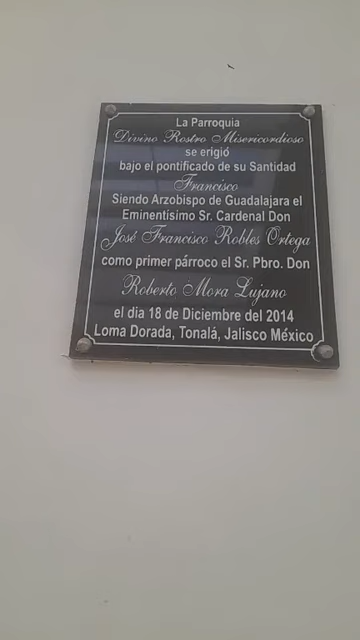 La Parroquia
Divino Rostro Misericordioso
se erigió
bajo el pontificado de su Santidad
Francisco
Siendo Arzobispo de Guadalajara el
Eminentísimo Sr. Cardenal Don
José Francisco Robles Ortega
como primer párroco el Sr. Pbro. Don
Roberto Mora Lujano
el dia 18 de Diciembre del 2014
Loma Dorada, Tonalá, Jalisco México